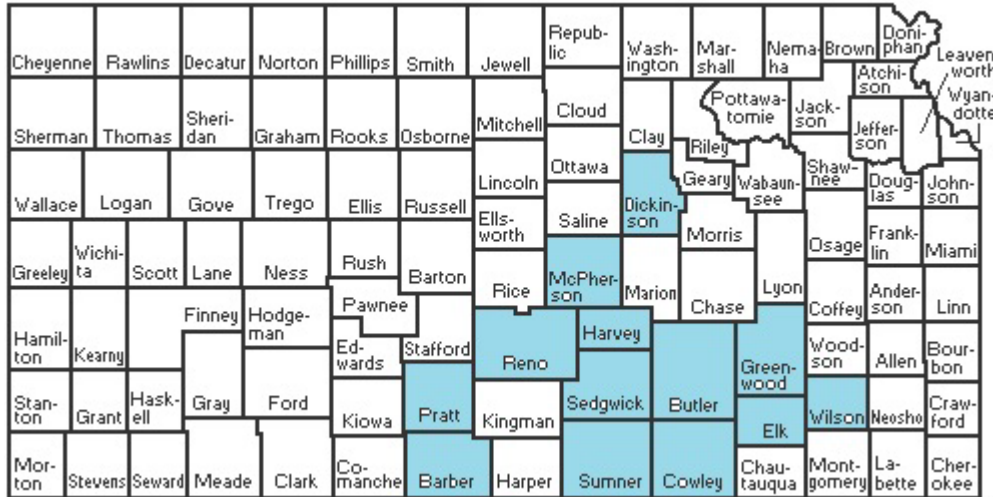 Cheyenne
Rawlins
Decatur
Norton
Phillips
Smith
Jewell
Repub-
lic
Wash-
ington
Mar-
shall
Nema-
ha
Brown
Doni-
phan
Atchi-
son
Leaven-
worth
Wyan-
dotte
Sherman
Thomas
Sheri-
dan
Graham
Rooks
Osborne
Mitchell
Cloud
Clay
Riley
Pottawa-
tomie
Jack-
son
Jeffer-
son
Ottawa
Lincoln
Geary
Wabaun-
see
Shaw-
nee
Doug-
las
John-
son
Wallace
Logan
Gove
Trego
Ellis
Russell
Ells-
worth
Saline
Dickin-
son
Morris
Osage
Frank-
lin
Miami
Greeley
Wichi-
ta
Scott
Lane
Ness
Rush
Barton
Rice
McPher-
son
Marion
Chase
Lyon
Coffey
Ander-
son
Linn
Hamil-
ton
Kearny
Finney
Hodge-
man
Pawnee
Ed-
wards
Stafford
Reno
Harvey
Butler
Green-
wood
Wood-
son
Allen
Bour-
bon
Stan-
ton
Grant
Hask-
ell
Gray
Ford
Kiowa
Pratt
Kingman
Sedgwick
Elk
Wilson
Neosho
Craw-
ford
Mor-
ton
Stevens
Seward
Meade
Clark
Co-
manche
Barber
Harper
Sumner
Cowley
Chau-
tauqua
Mont-
gomery
La-
bette
Cher-
okee